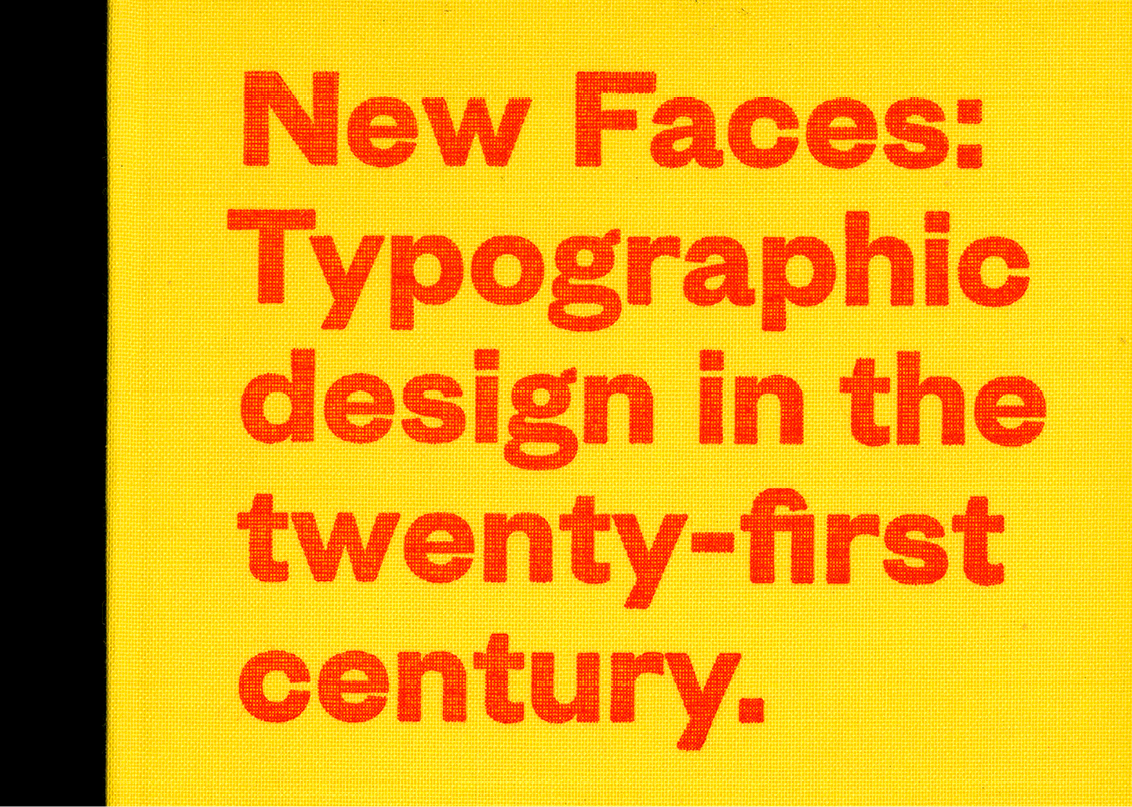 New Faces:
Typographic
design in the
twenty-first
century.